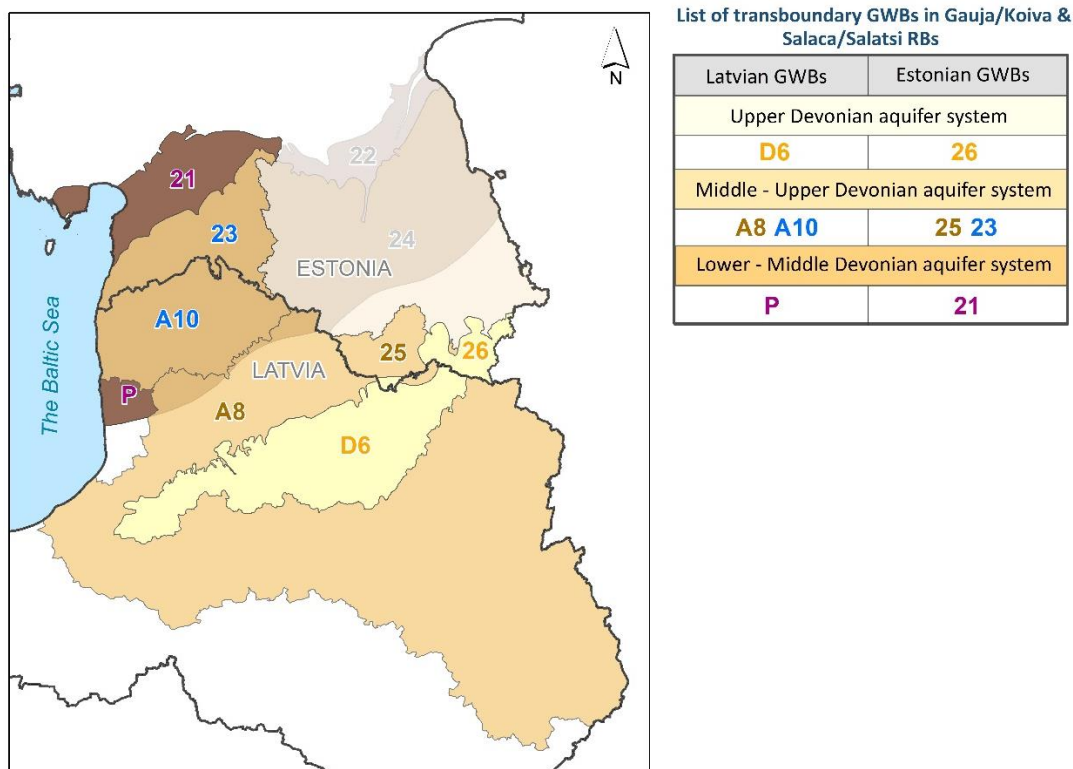 List of transboundary GWBs in Gauja/Koiva &
Salaca/Salatsi RBs
Latvian GWBs Estonian GWBs
Upper Devonian aquifer system
D6 26
Middle - Upper Devonian aquifer system
A8 A10 25 23
Lower - Middle Devonian aquifer system
P 21
N
22
21
23
24
ESTONIA
The Baltic Sea
A10
25
26
LATVIA
P
A8
D6